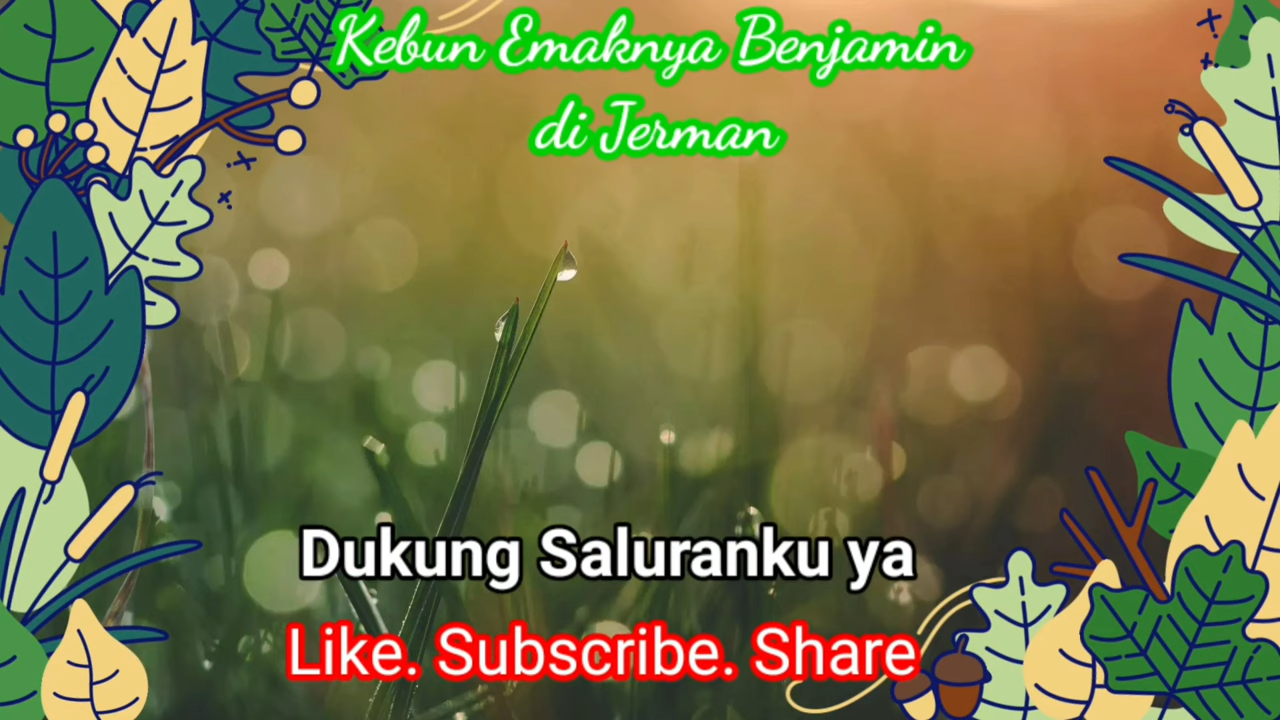 Kebun Emaknya Benjamin
di Jerman
Dukung Saluranku ya
Like. Subscribe. Share